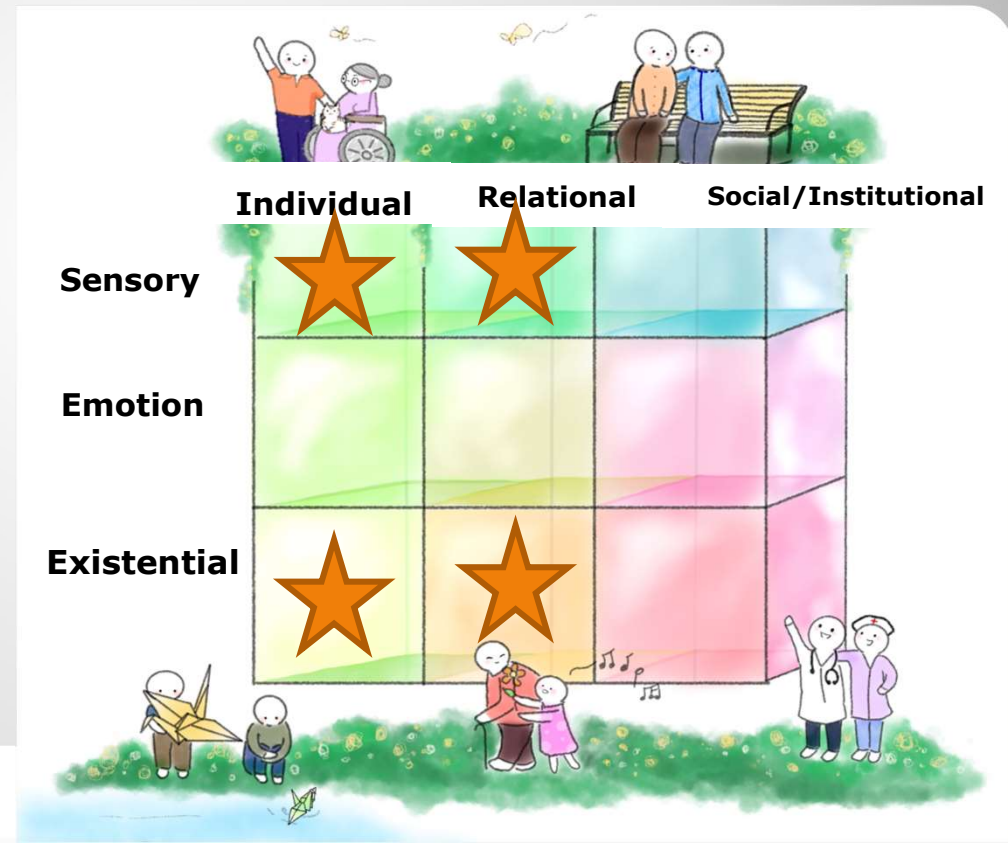 Individual
Relational
Social/Institutional
Sensory
Emotion
Existential